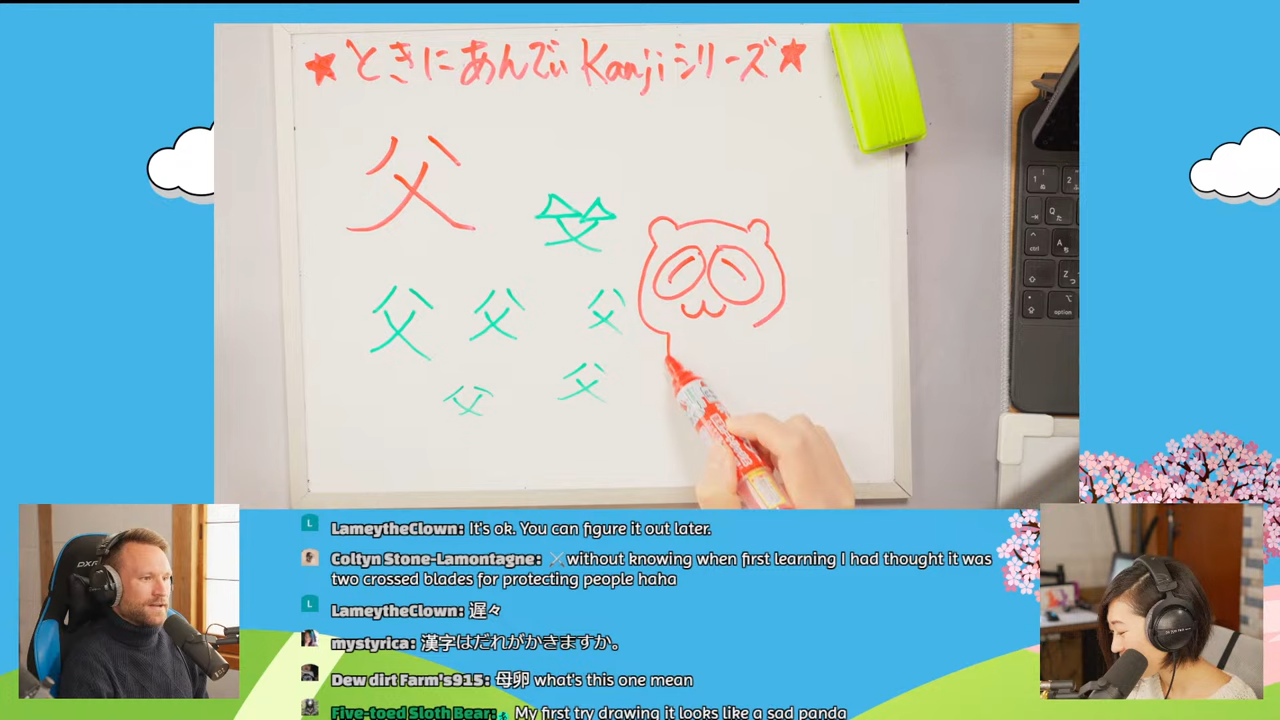 ★ときにあんでぃKanjiシリーズ★
父
父 父 父
父 父
LameytheClown: It's ok. You can figure it out later.
Coltyn Stone-Lamontagne: ⚔without knowing when first learning I had thought it was
two crossed blades for protecting people haha
LameytheClown: 遅々
mystyrica: 漢字はだれがかきますか。
Dew dirt Farm's915: 母卵 what's this one mean
Five-toed Sloth Bear: My first try drawing it looks like a sad panda